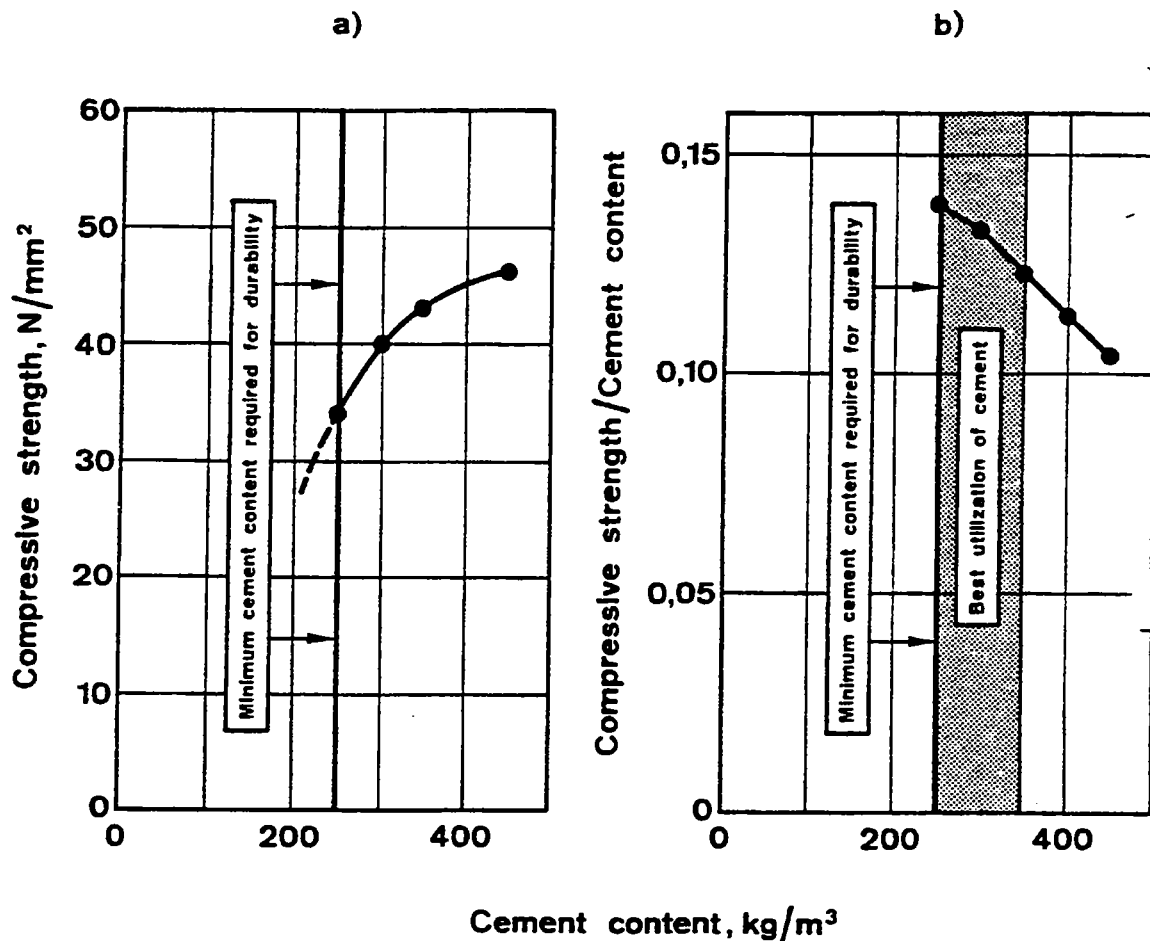 a)
60
50
40
30
20
10
0
Compressive strength, N/mm²
Minimum cement content required for durability
0
200
400
b)
0,15
0,10
0,05
0
Compressive strength/Cement content
Minimum cement content required for durability
Best utilization of cement
0
200
400
Cement content, kg/m³